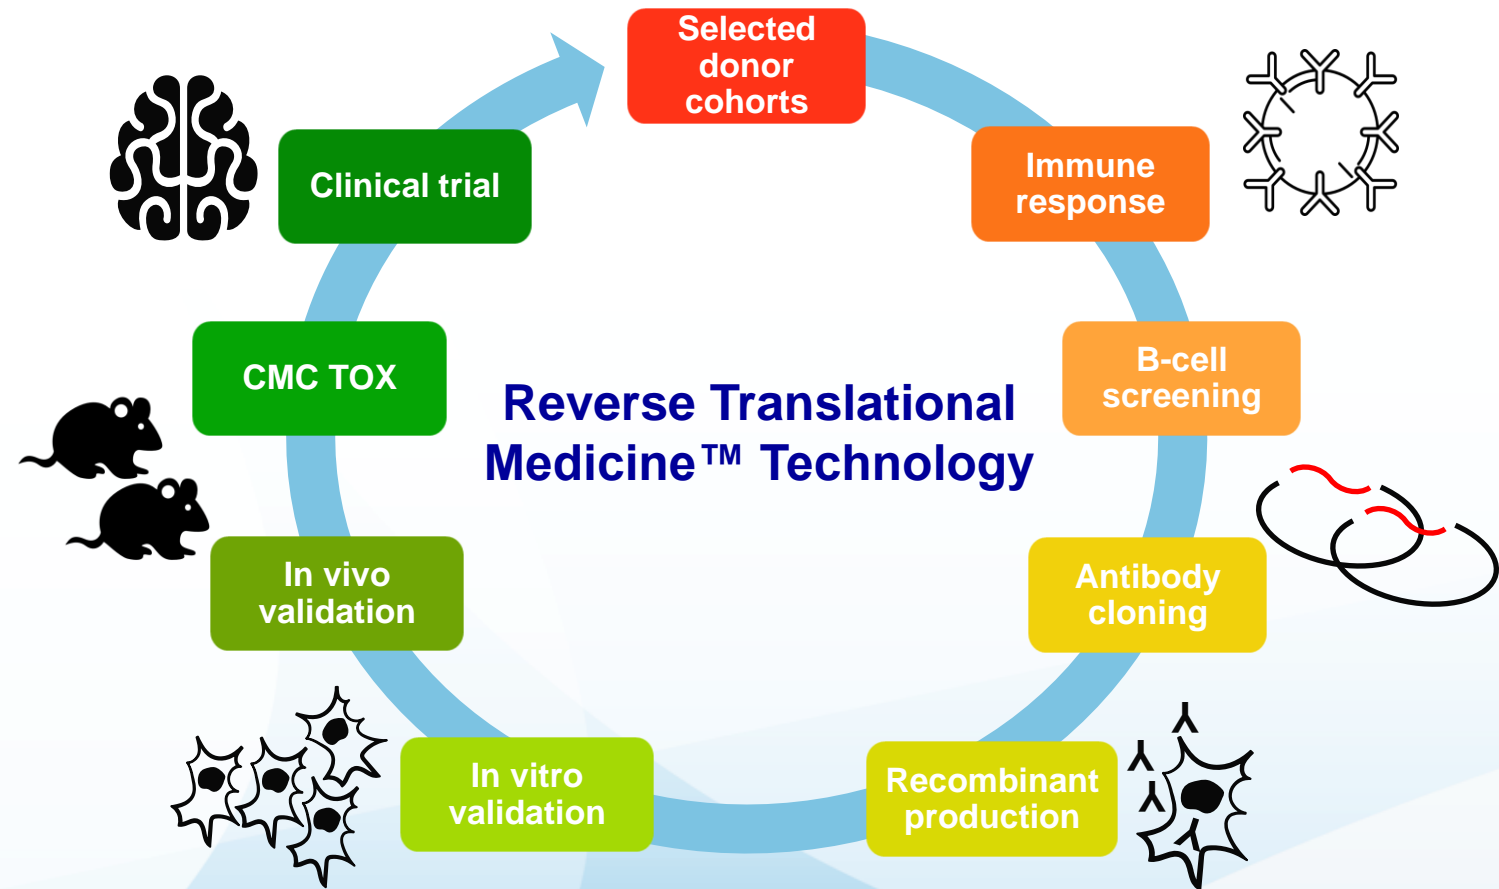 Selected
donor
cohorts
Immune
response
B-cell
screening
Antibody
cloning
Recombinant
production
In vitro
validation
In vivo
validation
CMC TOX
Clinical trial
Reverse Translational
Medicine™ Technology